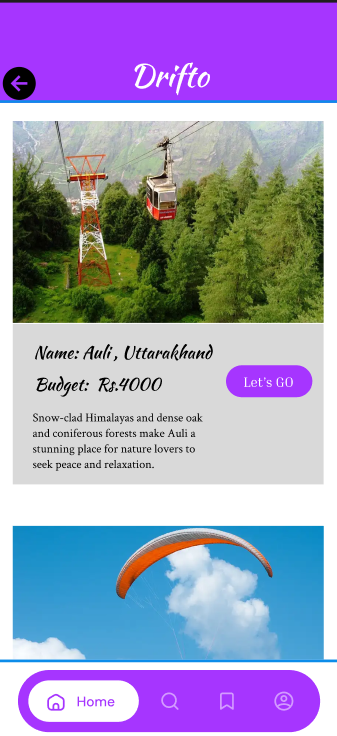 Drifto
Name: Auli , Uttarakhand
Budget: Rs.4000
Let's GO
Snow-clad Himalayas and dense oak
and coniferous forests make Auli a
stunning place for nature lovers to
seek peace and relaxation.
Home